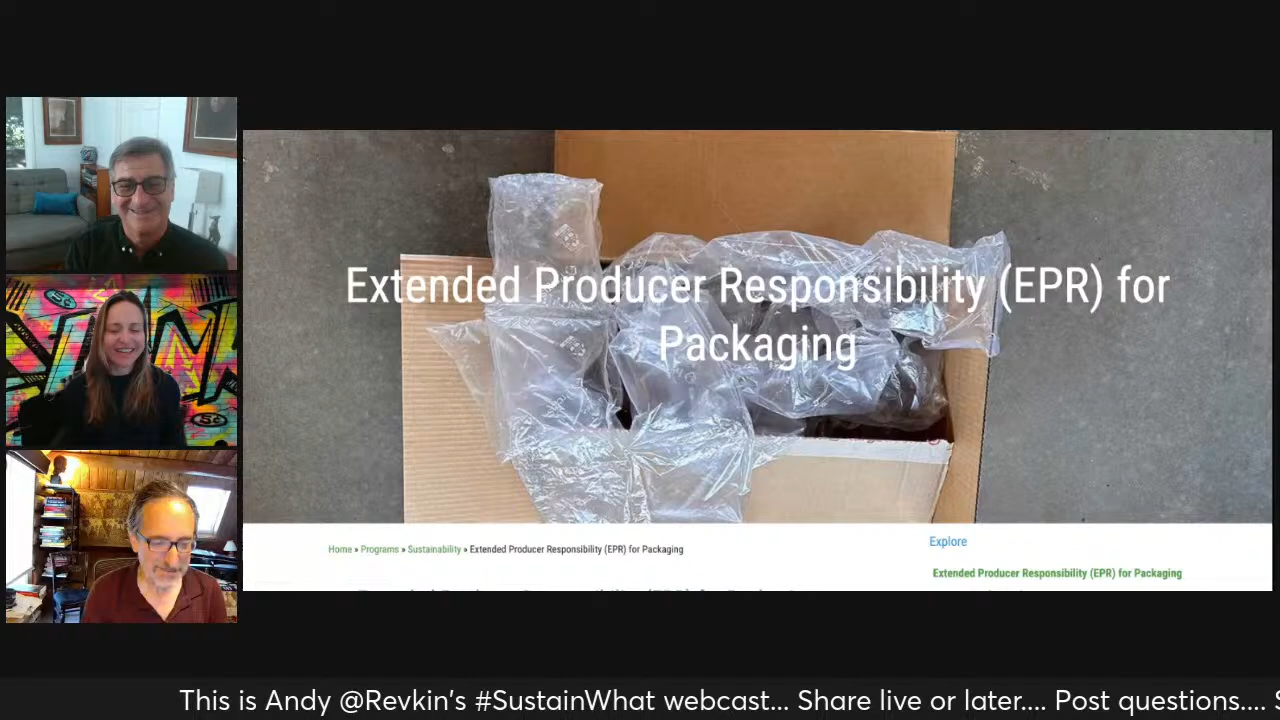 Extended Producer Responsibility (EPR) for
Packaging
Home » Programs » Sustainability » Extended Producer Responsibility (EPR) for Packaging
Explore
Extended Producer Responsibility (EPR) for Packaging
This is Andy @Revkin's #SustainWhat webcast... Share live or later.... Post questions....